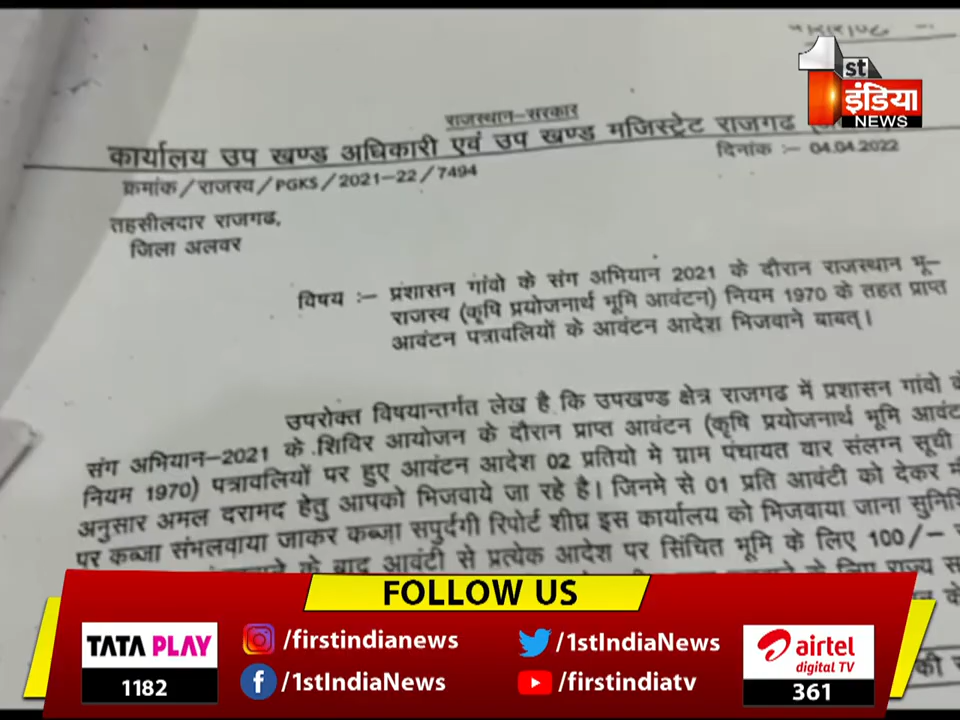 1st
इंडिया
NEWS
राजस्थान-सरकार
कार्यालय उप खण्ड अधिकारी एवं उप खण्ड मजिस्ट्रेट राजगढ
क्रमांक/राजस्व/PGKS/2021-22/7494
दिनांक :- 04.04.2022
तहसीलदार राजगढ,
जिला अलवर
विषय :- प्रशासन गांवो के संग अभियान 2021 के दौरान राजस्थान भू-
राजस्व (कृषि प्रयोजनार्थ भूमि आवंटन) नियम 1970 के तहत प्राप्त
आवंटन पत्रावलियों के आवंटन आदेश भिजवाने बाबत्।
उपरोक्त विषयान्तर्गत लेख है कि उपखण्ड क्षेत्र राजगढ में प्रशासन गांवो
संग अभियान-2021 के शिविर आयोजन के दौरान प्राप्त आवंटन (कृषि प्रयोजनार्थ भूमि
नियम 1970) पत्रावलियों पर हुए आवंटन आदेश 02 प्रतियो मे ग्राम पंचायत वार संलग्न सूची
अनुसार अमल दरामद हेतु आपको भिजवाये जा रहे है। जिनमे से 01 प्रति आवंटी को देकर
पर कब्जा संभलवाया जाकर कब्जा सपुर्दगी रिपोर्ट शीघ्र इस कार्यालय को भिजवाया जाना
के बाद आवंटी से प्रत्येक आदेश पर सिंचित भूमि के लिए 100/-
FOLLOW US
TATA PLAY
1182
/firstindianews
/1stIndiaNews
/1stIndiaNews
/firstindiatv
airtel
digital TV
361